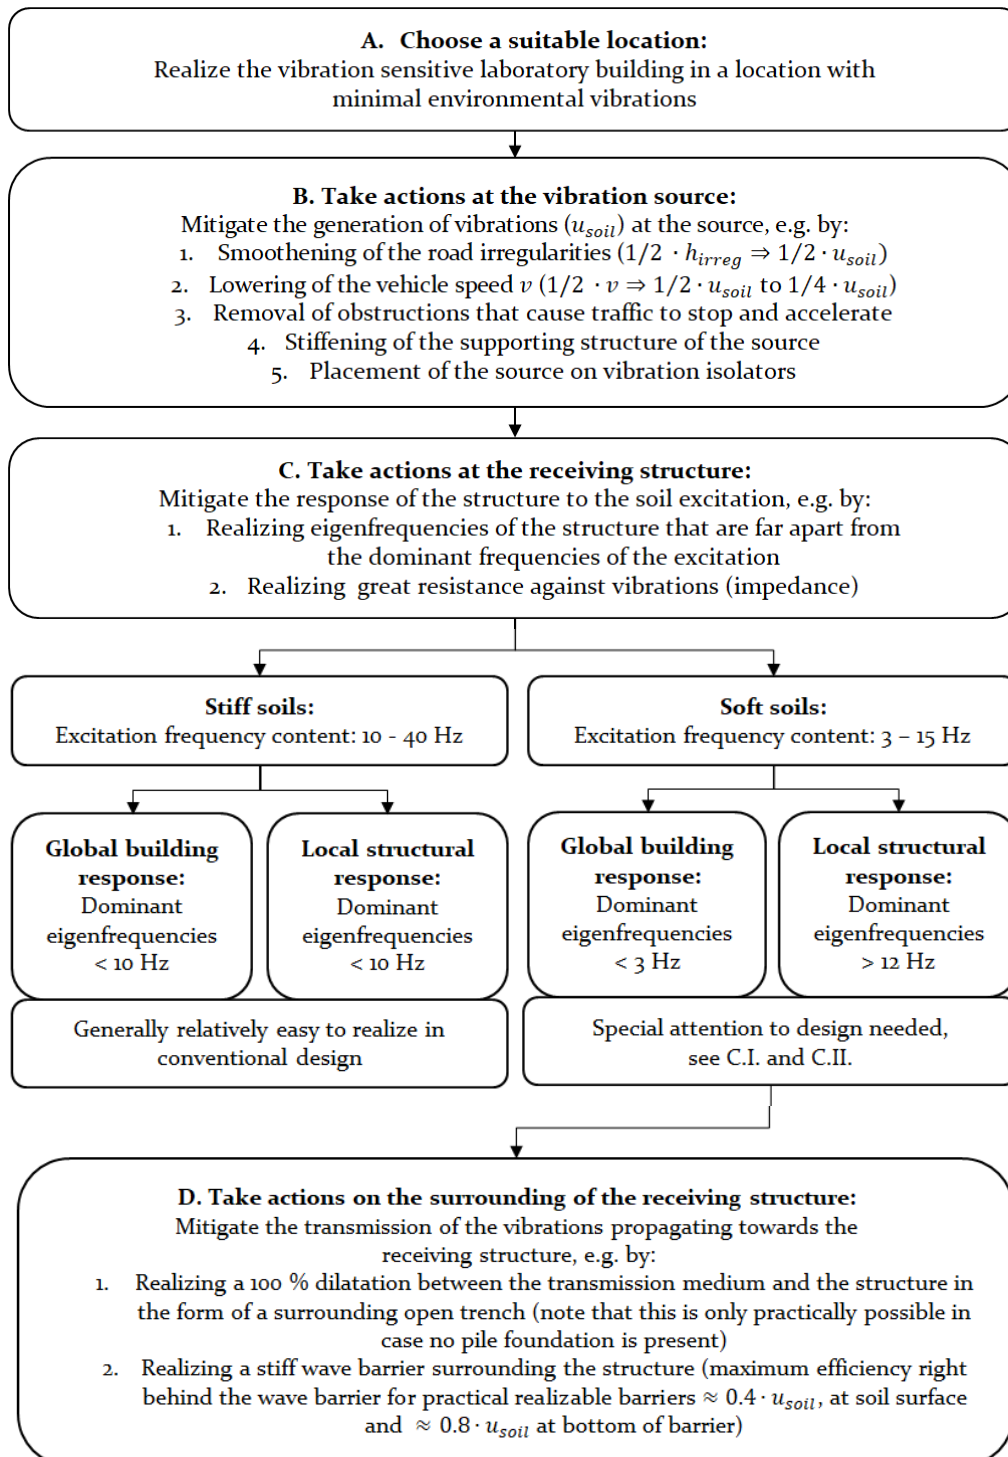 A. Choose a suitable location:
Realize the vibration sensitive laboratory building in a location with
minimal environmental vibrations
B. Take actions at the vibration source:
Mitigate the generation of vibrations (u_soil) at the source, e.g. by:
1. Smoothening of the road irregularities (1/2 · h_irreg ⇒ 1/2 · u_soil)
2. Lowering of the vehicle speed v (1/2 · v ⇒ 1/2 · u_soil to 1/4 · u_soil)
3. Removal of obstructions that cause traffic to stop and accelerate
4. Stiffening of the supporting structure of the source
5. Placement of the source on vibration isolators
C. Take actions at the receiving structure:
Mitigate the response of the structure to the soil excitation, e.g. by:
1. Realizing eigenfrequencies of the structure that are far apart from
the dominant frequencies of the excitation
2. Realizing great resistance against vibrations (impedance)
Stiff soils:
Excitation frequency content: 10 - 40 Hz
Soft soils:
Excitation frequency content: 3 – 15 Hz
Global building
response:
Dominant
eigenfrequencies
< 10 Hz
Local structural
response:
Dominant
eigenfrequencies
< 10 Hz
Global building
response:
Dominant
eigenfrequencies
< 3 Hz
Local structural
response:
Dominant
eigenfrequencies
> 12 Hz
Generally relatively easy to realize in
conventional design
Special attention to design needed,
see C.I. and C.II.
D. Take actions on the surrounding of the receiving structure:
Mitigate the transmission of the vibrations propagating towards the
receiving structure, e.g. by:
1. Realizing a 100 % dilatation between the transmission medium and the structure in
the form of a surrounding open trench (note that this is only practically possible in
case no pile foundation is present)
2. Realizing a stiff wave barrier surrounding the structure (maximum efficiency right
behind the wave barrier for practical realizable barriers ≈ 0.4 · u_soil, at soil surface
and ≈ 0.8 · u_soil at bottom of barrier)